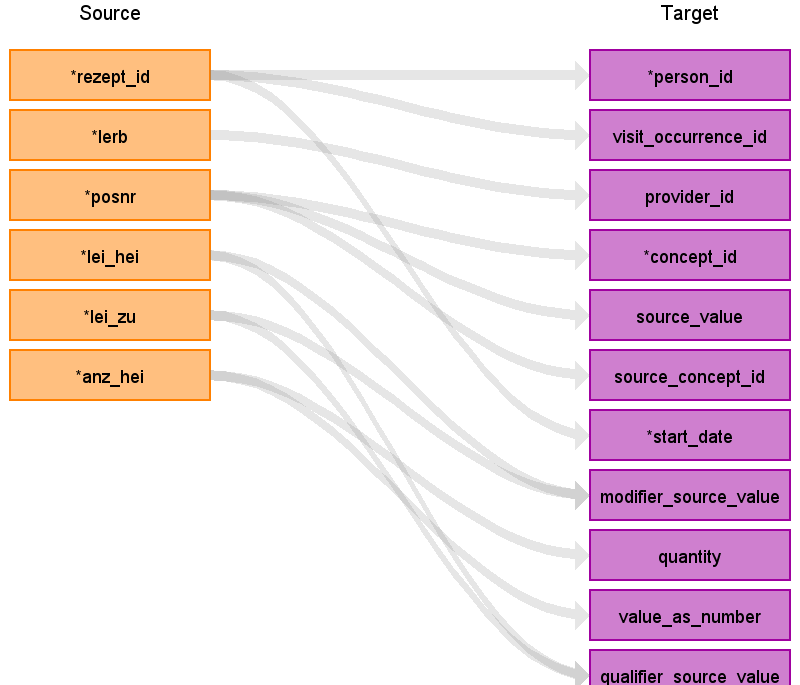 Source
Target
*rezept_id
*person_id
*lerb
visit_occurrence_id
*posnr
provider_id
*lei_hei
*concept_id
*lei_zu
source_value
*anz_hei
source_concept_id
*start_date
modifier_source_value
quantity
value_as_number
qualifier_source_value